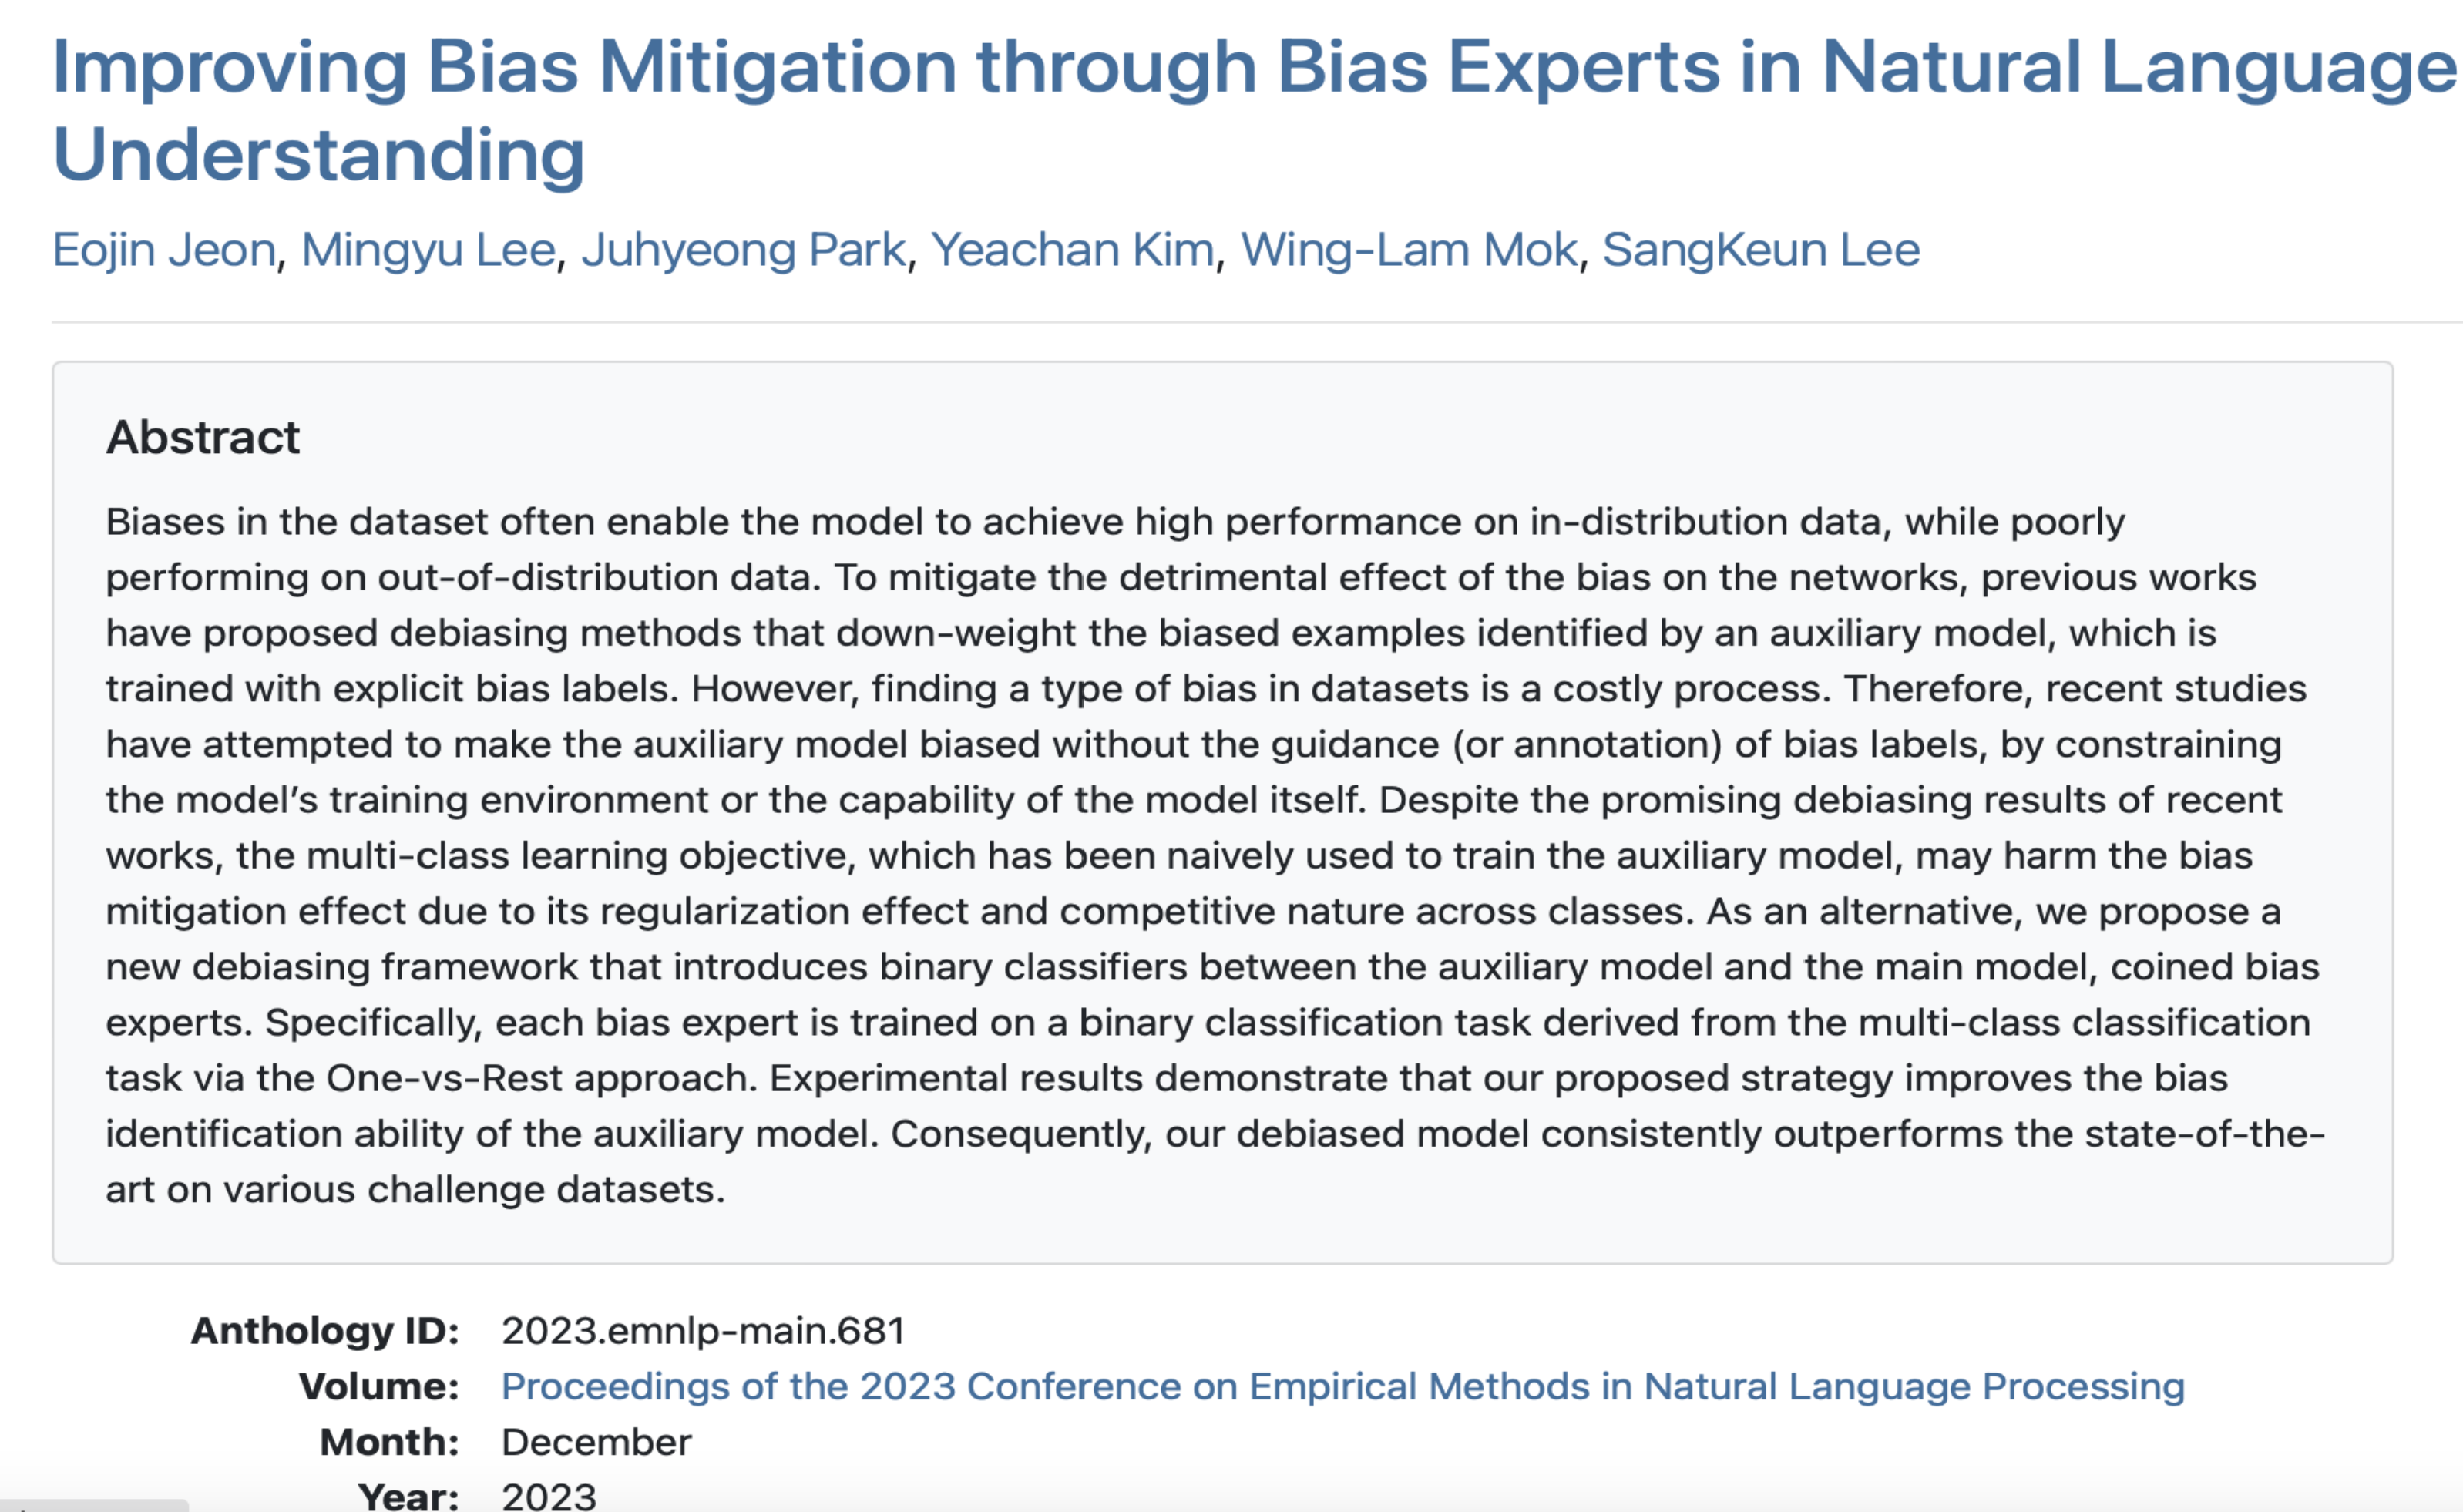 Improving Bias Mitigation through Bias Experts in Natural Language
Understanding
Eojin Jeon, Mingyu Lee, Juhyeong Park, Yeachan Kim, Wing-Lam Mok, SangKeun Lee
Abstract
Biases in the dataset often enable the model to achieve high performance on in-distribution data, while poorly
performing on out-of-distribution data. To mitigate the detrimental effect of the bias on the networks, previous works
have proposed debiasing methods that down-weight the biased examples identified by an auxiliary model, which is
trained with explicit bias labels. However, finding a type of bias in datasets is a costly process. Therefore, recent studies
have attempted to make the auxiliary model biased without the guidance (or annotation) of bias labels, by constraining
the model’s training environment or the capability of the model itself. Despite the promising debiasing results of recent
works, the multi-class learning objective, which has been naively used to train the auxiliary model, may harm the bias
mitigation effect due to its regularization effect and competitive nature across classes. As an alternative, we propose a
new debiasing framework that introduces binary classifiers between the auxiliary model and the main model, coined bias
experts. Specifically, each bias expert is trained on a binary classification task derived from the multi-class classification
task via the One-vs-Rest approach. Experimental results demonstrate that our proposed strategy improves the bias
identification ability of the auxiliary model. Consequently, our debiased model consistently outperforms the state-of-the-
art on various challenge datasets.
Anthology ID: 2023.emnlp-main.681
Volume: Proceedings of the 2023 Conference on Empirical Methods in Natural Language Processing
Month: December
Year: 2023